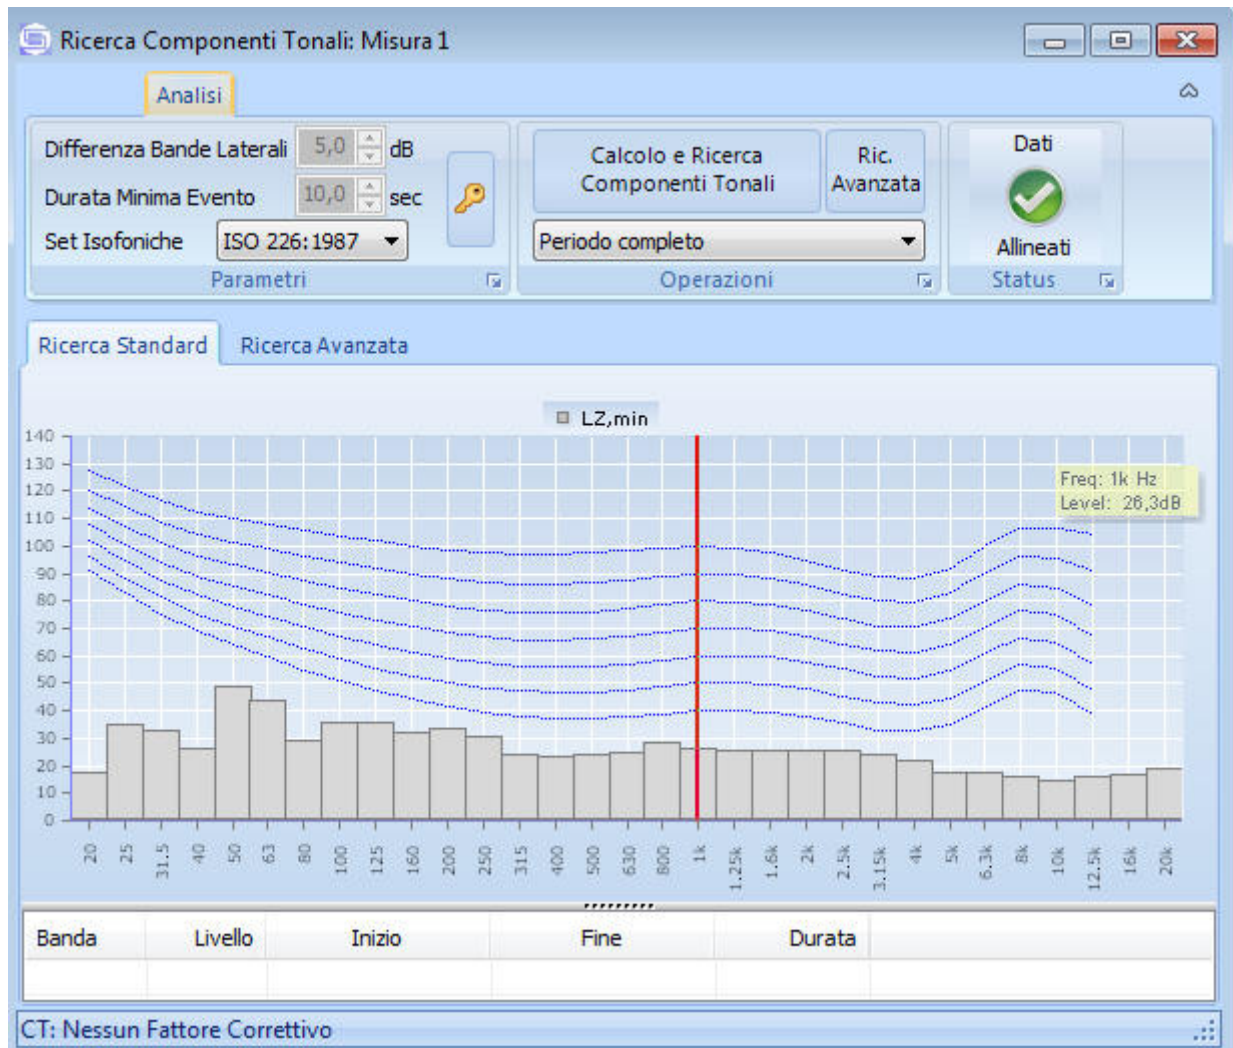 Ricerca Componenti Tonali: Misura 1
Analisi
Differenza Bande Laterali 5,0 dB
Durata Minima Evento 10,0 sec
Set Isofoniche ISO 226:1987
Parametri
Calcolo e Ricerca
Componenti Tonali
Ric.
Avanzata
Periodo completo
Operazioni
Dati
Allineati
Status
Ricerca Standard Ricerca Avanzata
LZ,min
140
130
120
110
100
90
80
70
60
50
40
30
20
10
0
Freq: 1k Hz
Level: 26,3dB
20 25 31.5 40 50 63 80 100 125 160 200 250 315 400 500 630 800 1k 1.25k 1.6k 2k 2.5k 3.15k 4k 5k 6.3k 8k 10k 12.5k 16k 20k
Banda Livello Inizio Fine Durata
CT: Nessun Fattore Correttivo